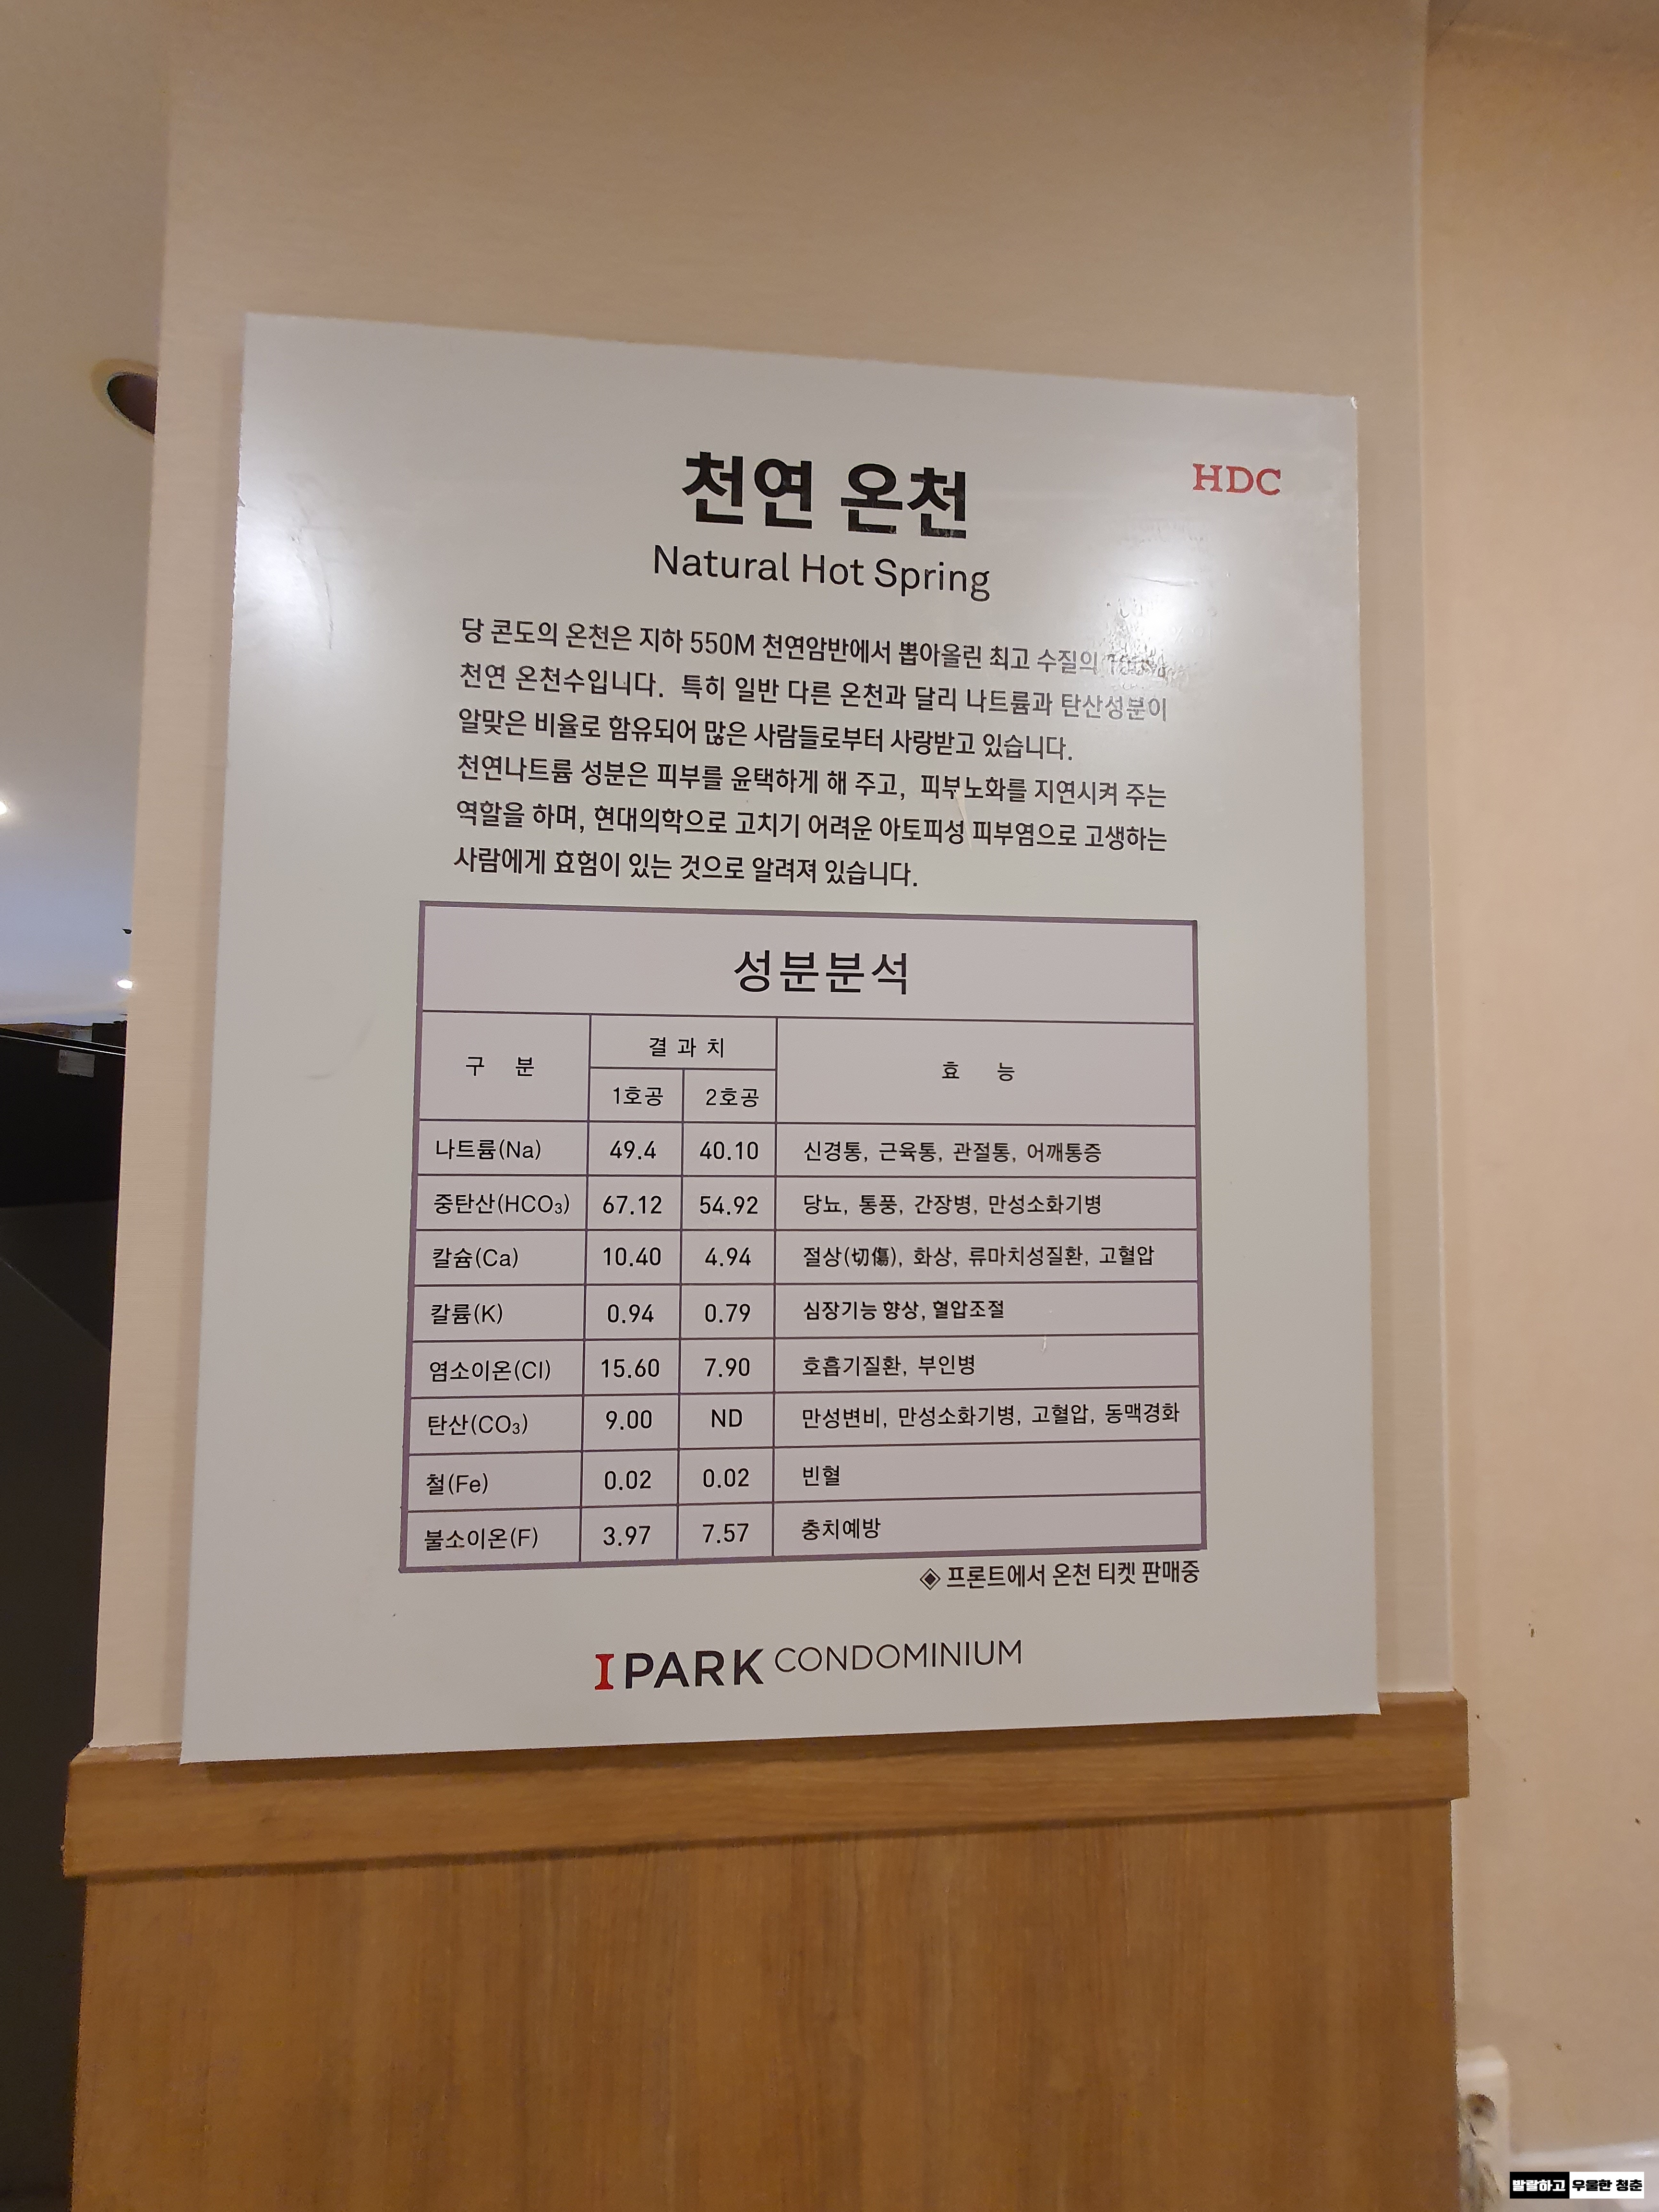 천연 온천
HDC
Natural Hot Spring
당 콘도의 온천은 지하 550M 천연암반에서 뽑아올린 최고 수질의
천연 온천수입니다. 특히 일반 다른 온천과 달리 나트륨과 탄산성분이
알맞은 비율로 함유되어 많은 사람들로부터 사랑받고 있습니다.
천연나트륨 성분은 피부를 윤택하게 해 주고, 피부노화를 지연시켜 주는
역할을 하며, 현대의학으로 고치기 어려운 아토피성 피부염으로 고생하는
사람에게 효험이 있는 것으로 알려져 있습니다.
성분분석
구 분 결 과 치 효 능
1호공 2호공
나트륨(Na) 49.4 40.10 신경통, 근육통, 관절통, 어깨통증
중탄산(HCO₃) 67.12 54.92 당뇨, 통풍, 간장병, 만성소화기병
칼슘(Ca) 10.40 4.94 절상(切傷), 화상, 류마치성질환, 고혈압
칼륨(K) 0.94 0.79 심장기능 향상, 혈압조절
염소이온(Cl) 15.60 7.90 호흡기질환, 부인병
탄산(CO₃) 9.00 ND 만성변비, 만성소화기병, 고혈압, 동맥경화
철(Fe) 0.02 0.02 빈혈
불소이온(F) 3.97 7.57 충치예방
◈ 프론트에서 온천 티켓 판매중
IPARK CONDOMINIUM
발랄하고 우울한 청춘